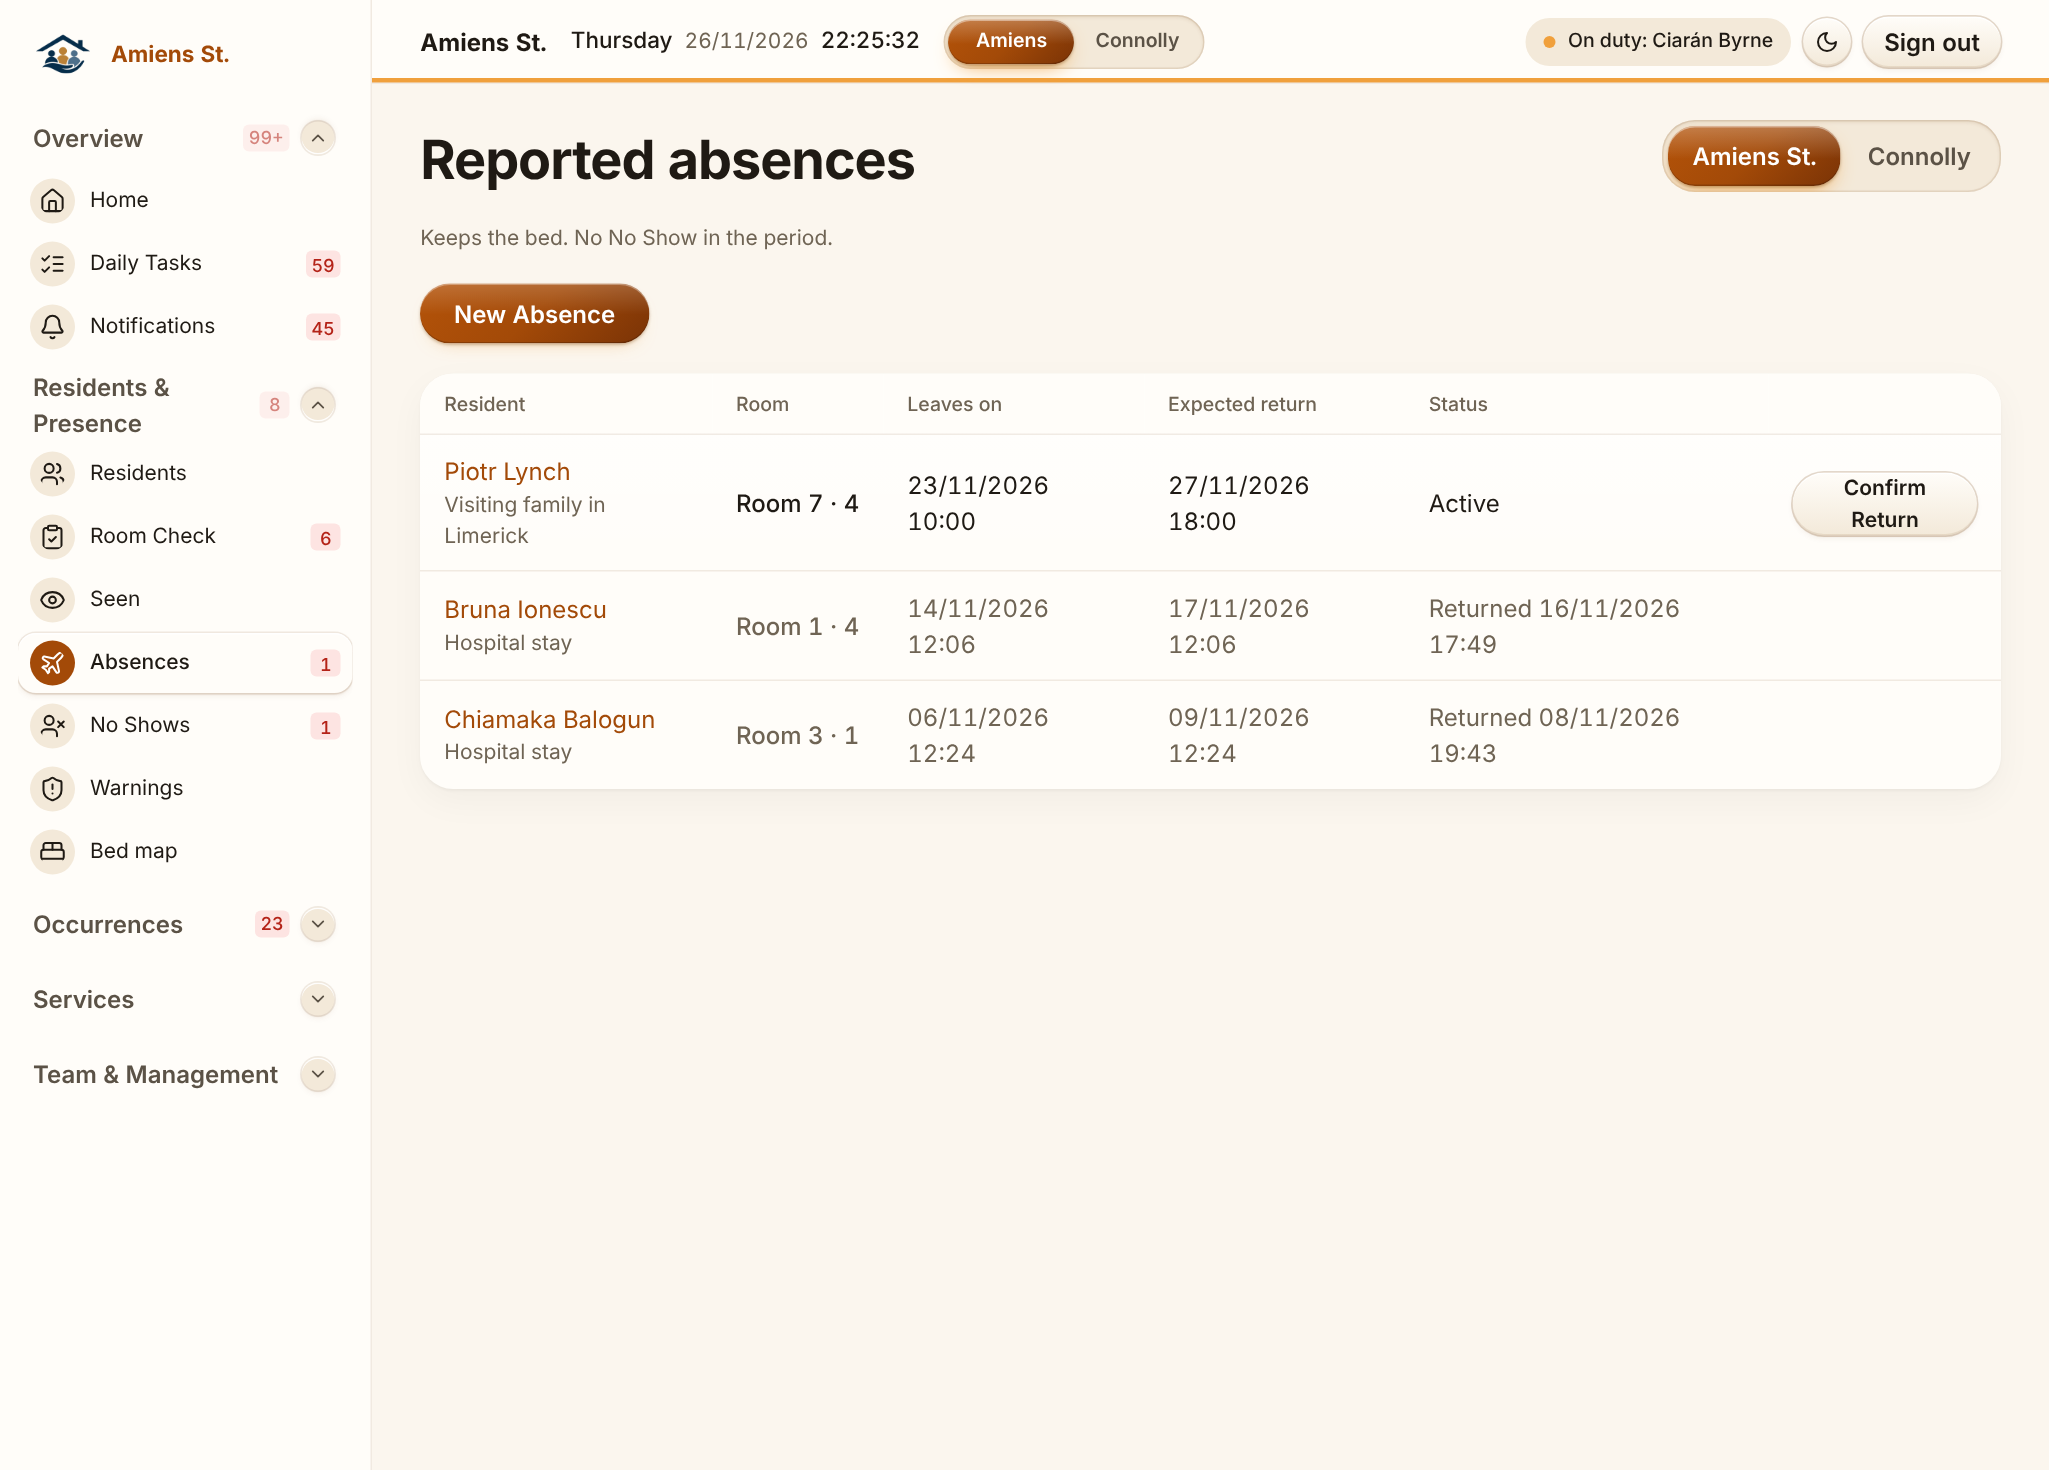 Amiens St.
Overview 99+
Home
Daily Tasks 59
Notifications 45
Residents &
Presence 8
Residents
Room Check 6
Seen
Absences 1
No Shows 1
Warnings
Bed map
Occurrences 23
Services
Team & Management
Amiens St. Thursday 26/11/2026 22:25:32 Amiens Connolly On duty: Ciarán Byrne Sign out
Reported absences
Amiens St. Connolly
Keeps the bed. No No Show in the period.
New Absence
Resident Room Leaves on Expected return Status
Piotr Lynch
Visiting family in
Limerick
Room 7 · 4
23/11/2026
10:00
27/11/2026
18:00
Active
Confirm
Return
Bruna Ionescu
Hospital stay
Room 1 · 4
14/11/2026
12:06
17/11/2026
12:06
Returned 16/11/2026
17:49
Chiamaka Balogun
Hospital stay
Room 3 · 1
06/11/2026
12:24
09/11/2026
12:24
Returned 08/11/2026
19:43